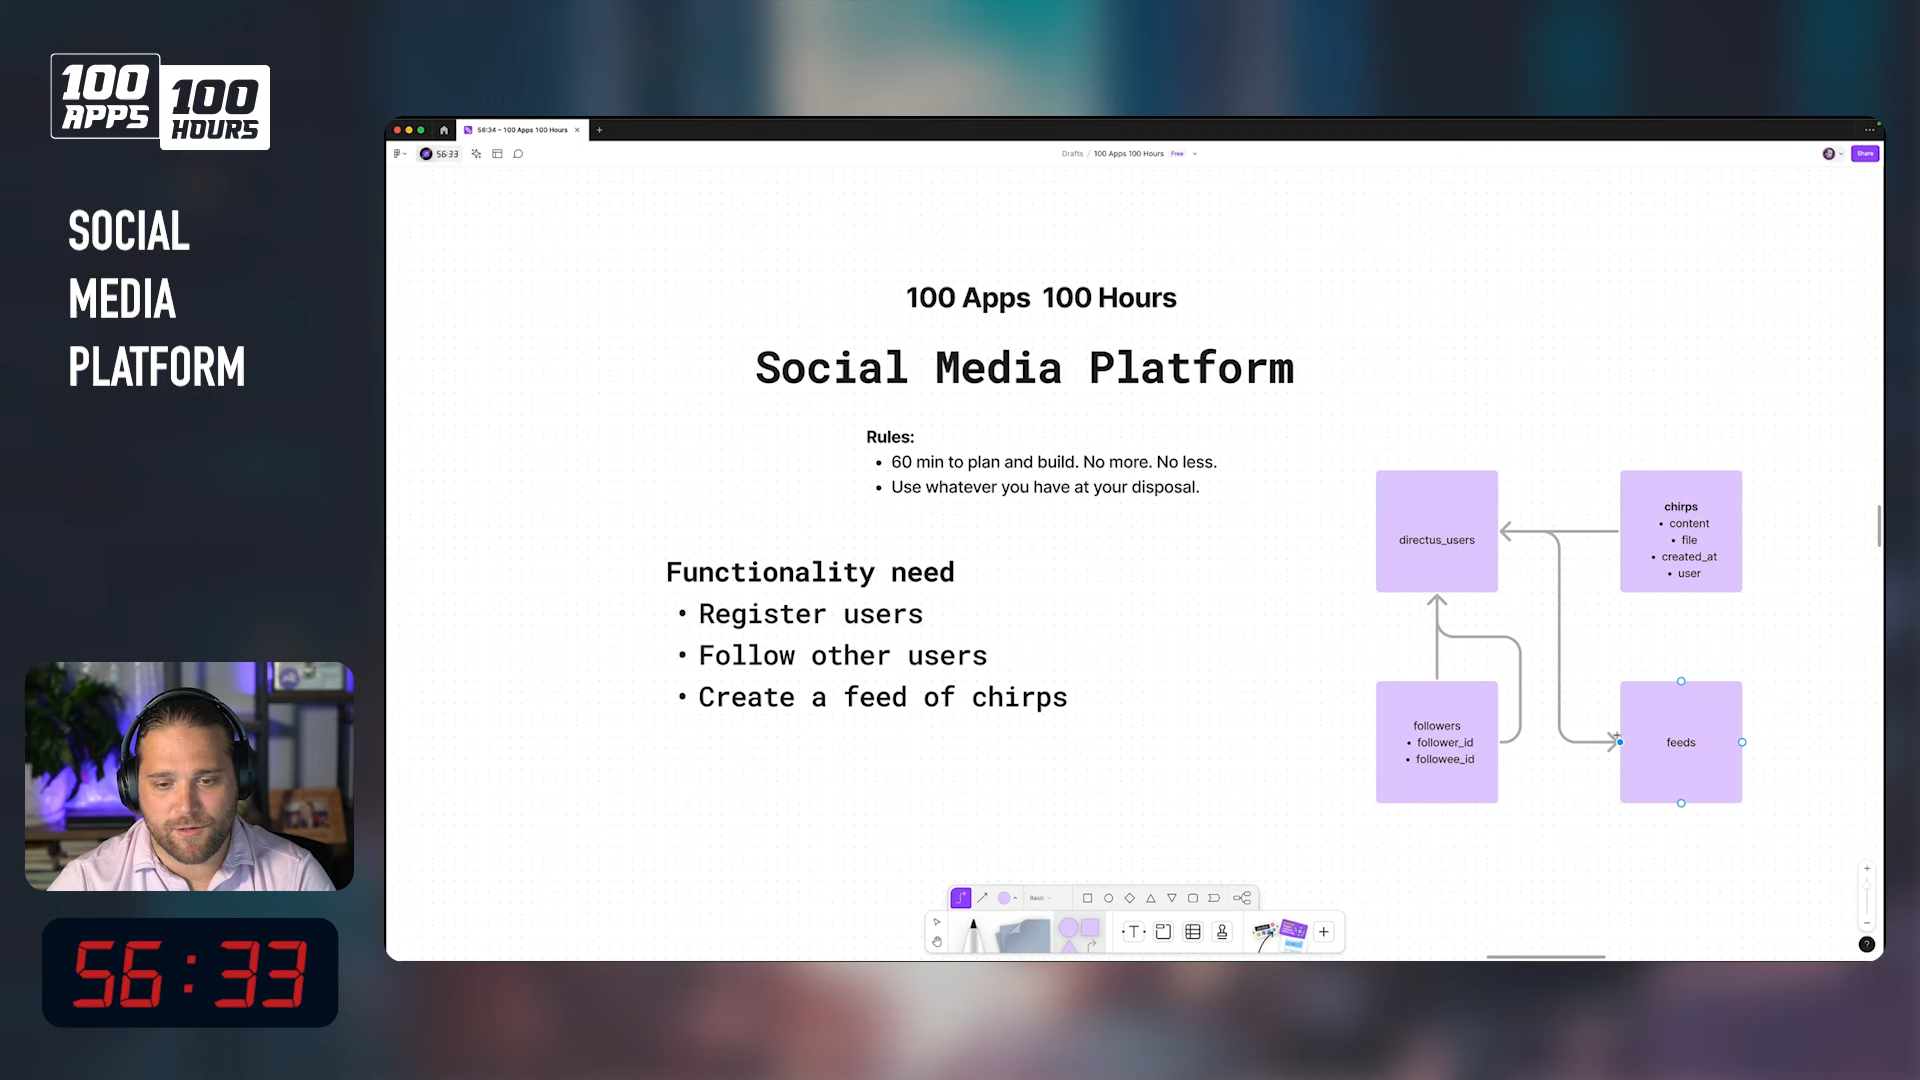 100 APPS
100 HOURS
SOCIAL
MEDIA
PLATFORM
56:34 – 100 Apps 100 Hours
56:33
Drafts / 100 Apps 100 Hours Free
Share
100 Apps 100 Hours
Social Media Platform
Rules:
• 60 min to plan and build. No more. No less.
• Use whatever you have at your disposal.
Functionality need
• Register users
• Follow other users
• Create a feed of chirps
directus_users
chirps
• content
• file
• created_at
• user
followers
• follower_id
• followee_id
feeds
Basic
T
?
56:33